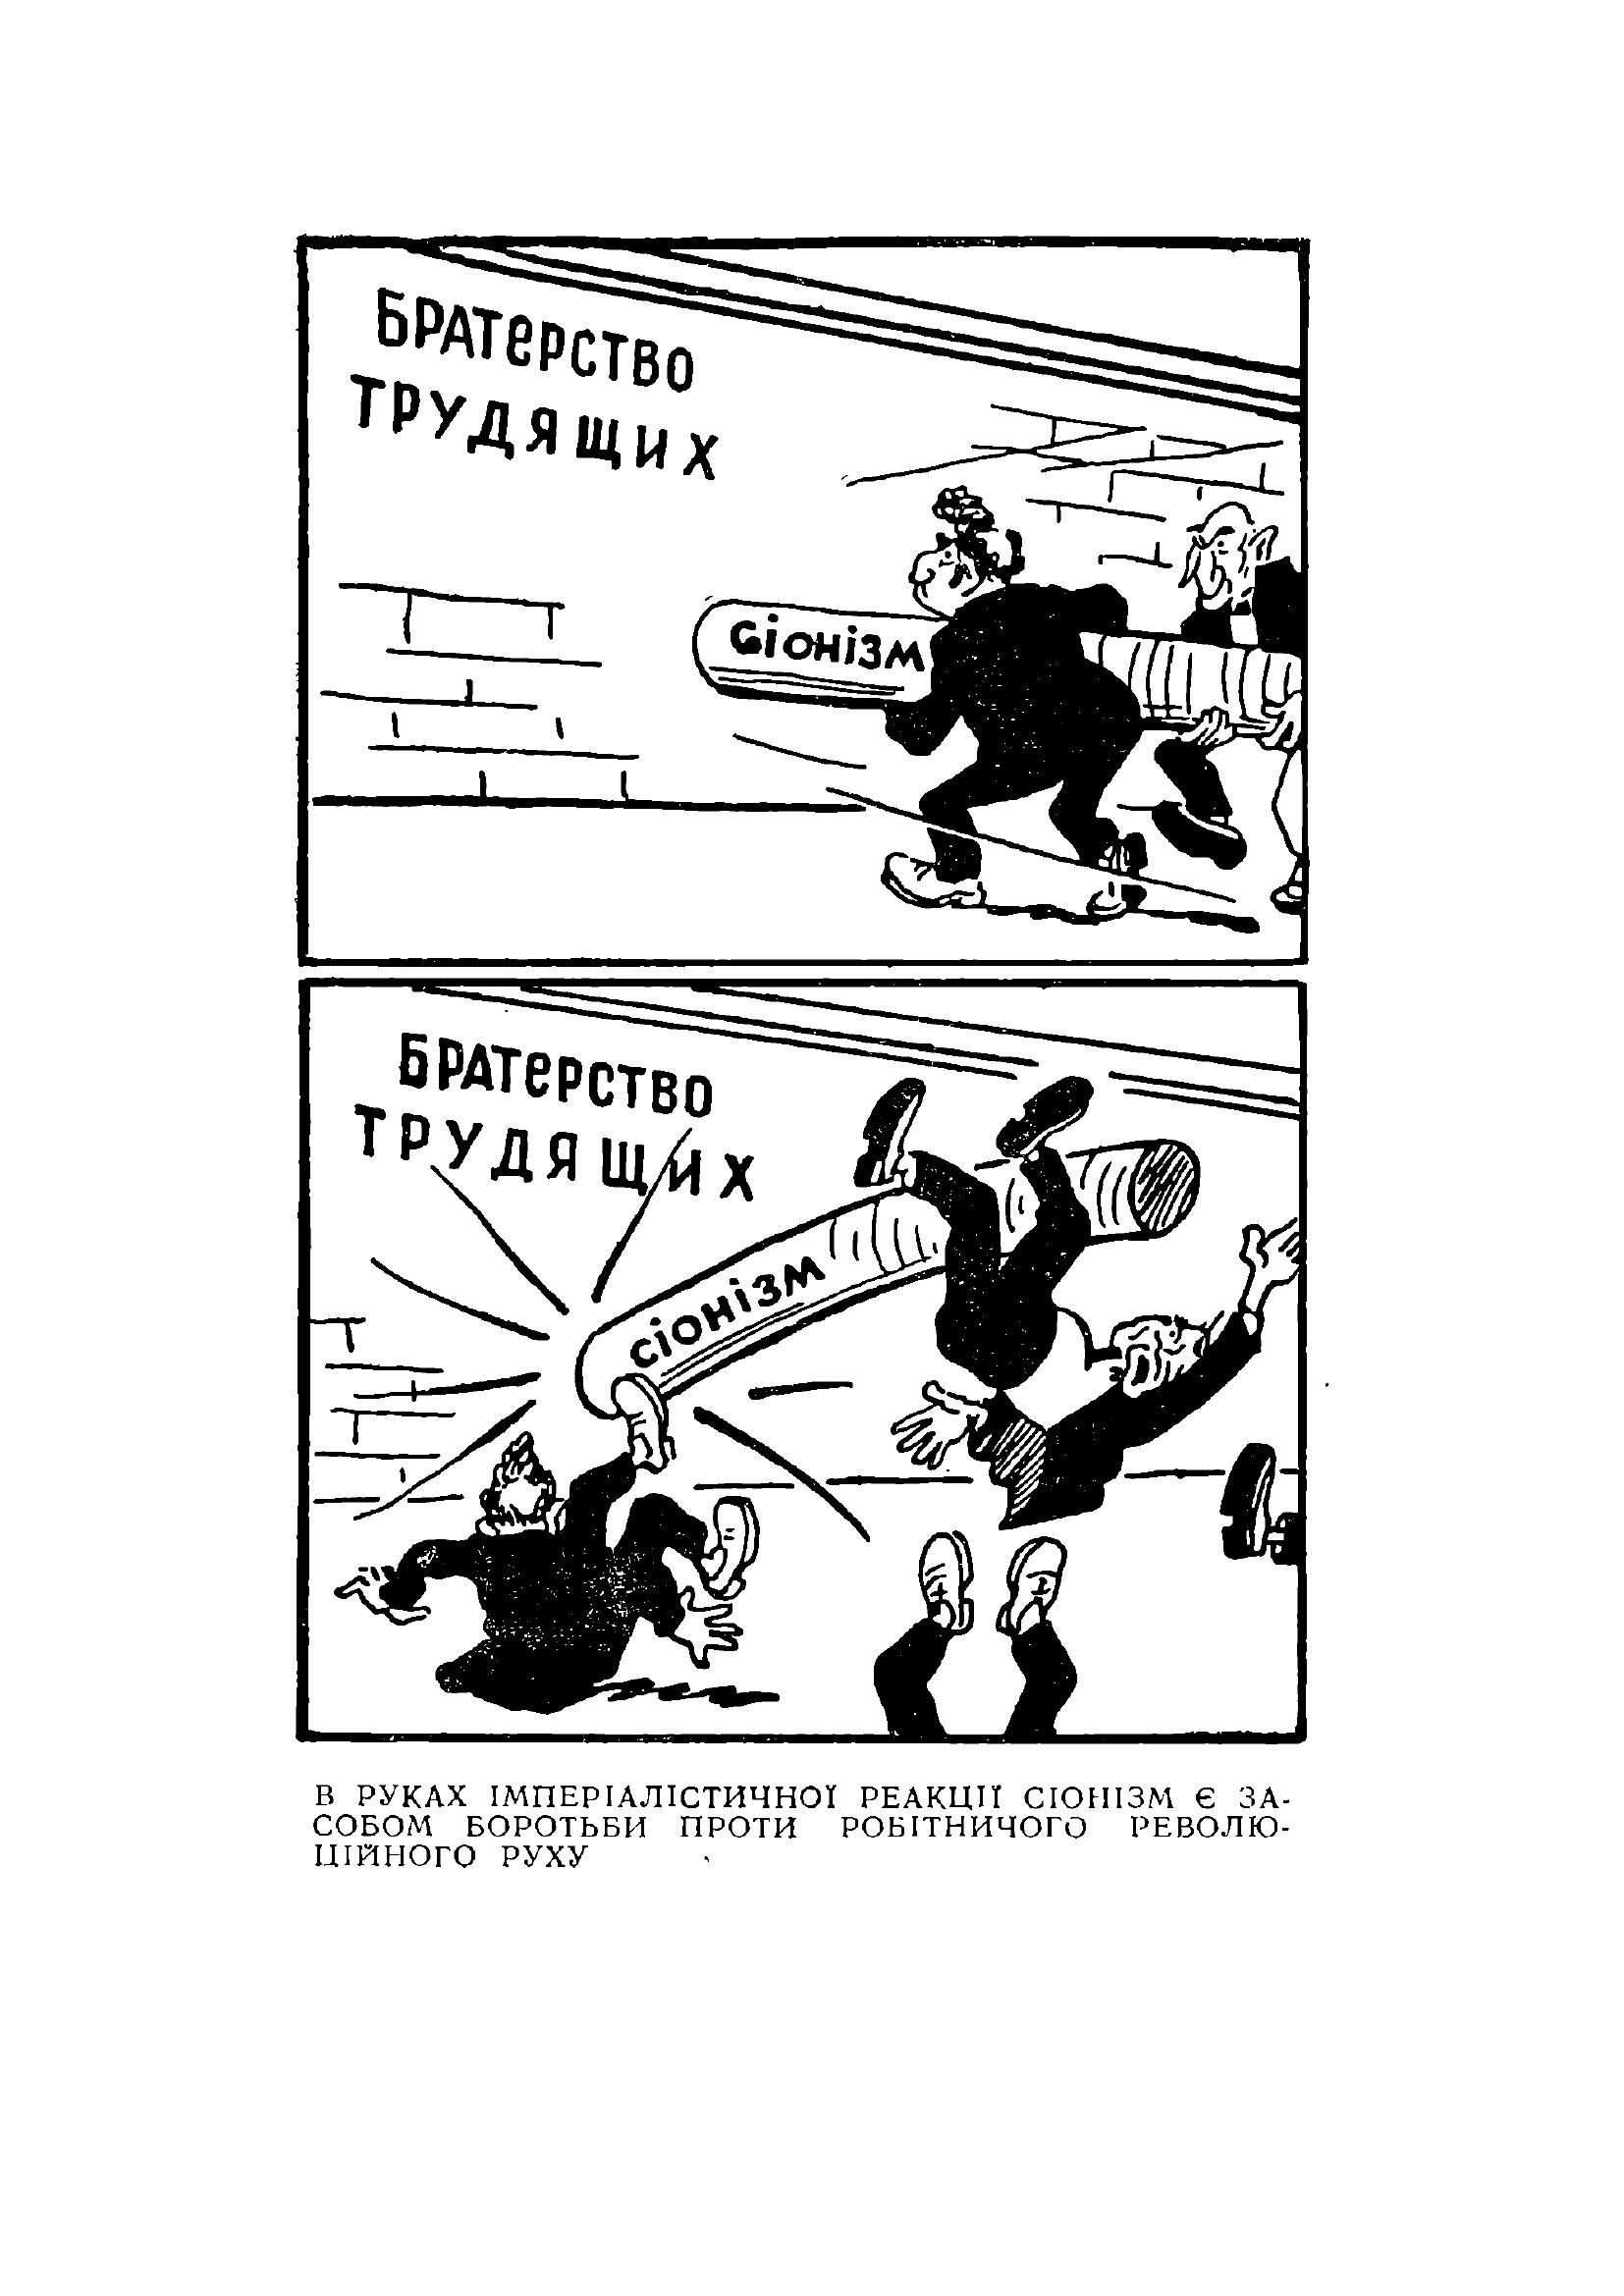 БРАТЕРСТВО
ТРУДЯЩИХ
СІОНІЗМ
БРАТЕРСТВО
ТРУДЯЩИХ
СІОНІЗМ
В РУКАХ ІМПЕРІАЛІСТИЧНОЇ РЕАКЦІЇ СІОНІЗМ Є ЗА-
СОБОМ БОРОТЬБИ ПРОТИ РОБІТНИЧОГО РЕВОЛЮ-
ЦІЙНОГО РУХУ